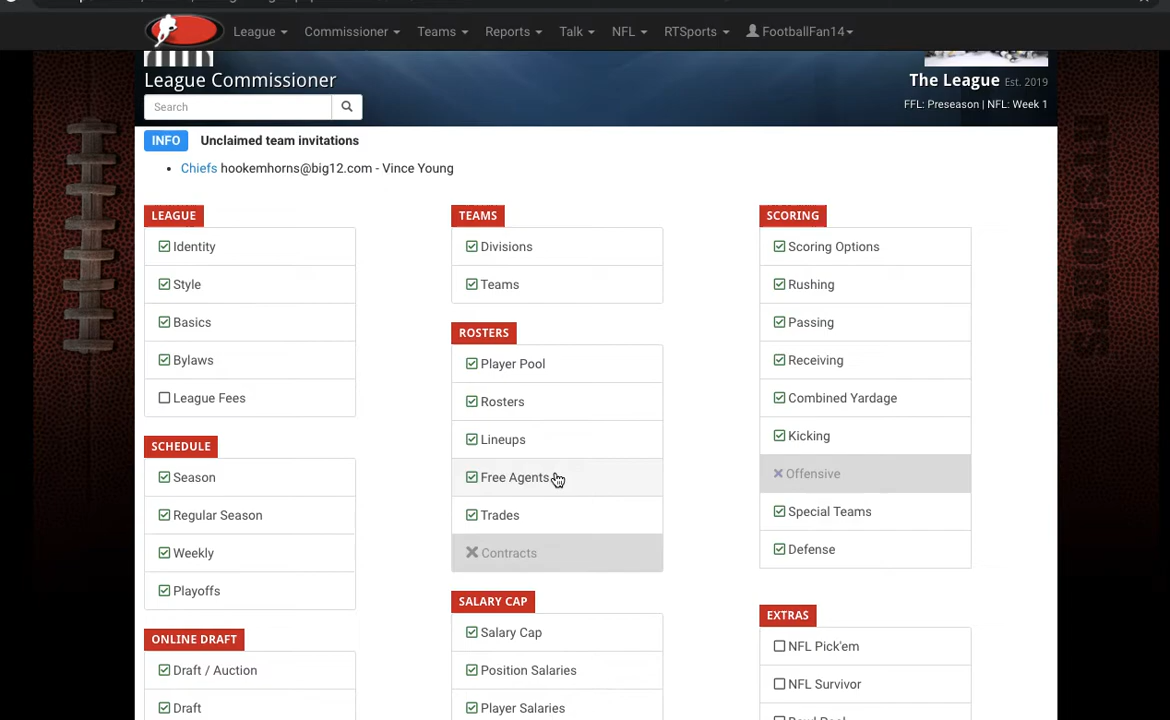 League Commissioner Teams Reports Talk NFL RTSports FootballFan14
League Commissioner
The League Est. 2019
Search
FFL: Preseason | NFL: Week 1
INFO Unclaimed team invitations
• Chiefs hookemhorns@big12.com - Vince Young
LEAGUE
Identity
Style
Basics
Bylaws
League Fees
SCHEDULE
Season
Regular Season
Weekly
Playoffs
ONLINE DRAFT
Draft / Auction
Draft
TEAMS
Divisions
Teams
ROSTERS
Player Pool
Rosters
Lineups
Free Agents
Trades
Contracts
SALARY CAP
Salary Cap
Position Salaries
Player Salaries
SCORING
Scoring Options
Rushing
Passing
Receiving
Combined Yardage
Kicking
Offensive
Special Teams
Defense
EXTRAS
NFL Pick'em
NFL Survivor
RTSPORTS